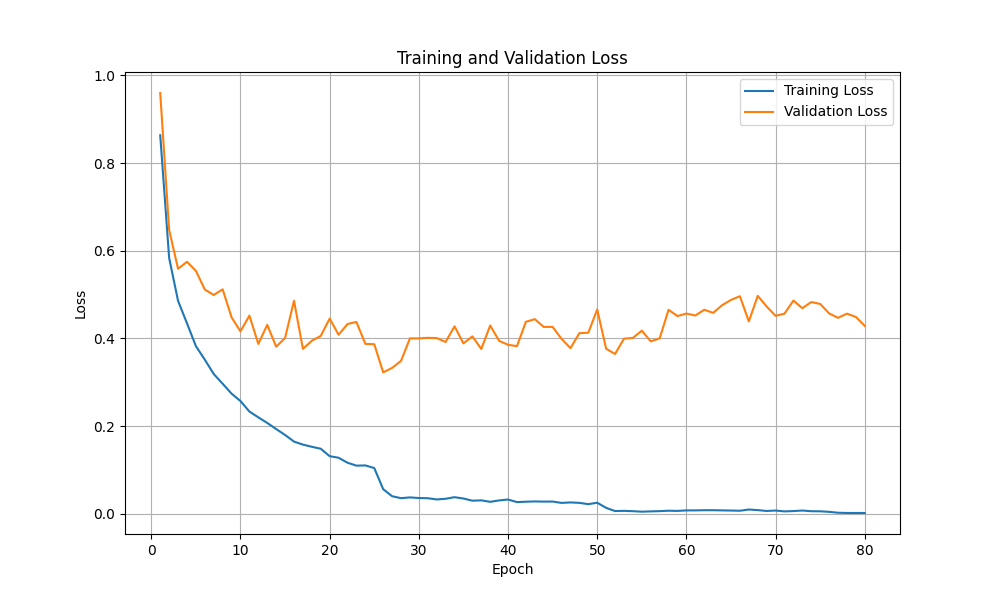 Training and Validation Loss
Training Loss
Validation Loss
1.0
0.8
0.6
0.4
0.2
0.0
Loss
0 10 20 30 40 50 60 70 80
Epoch